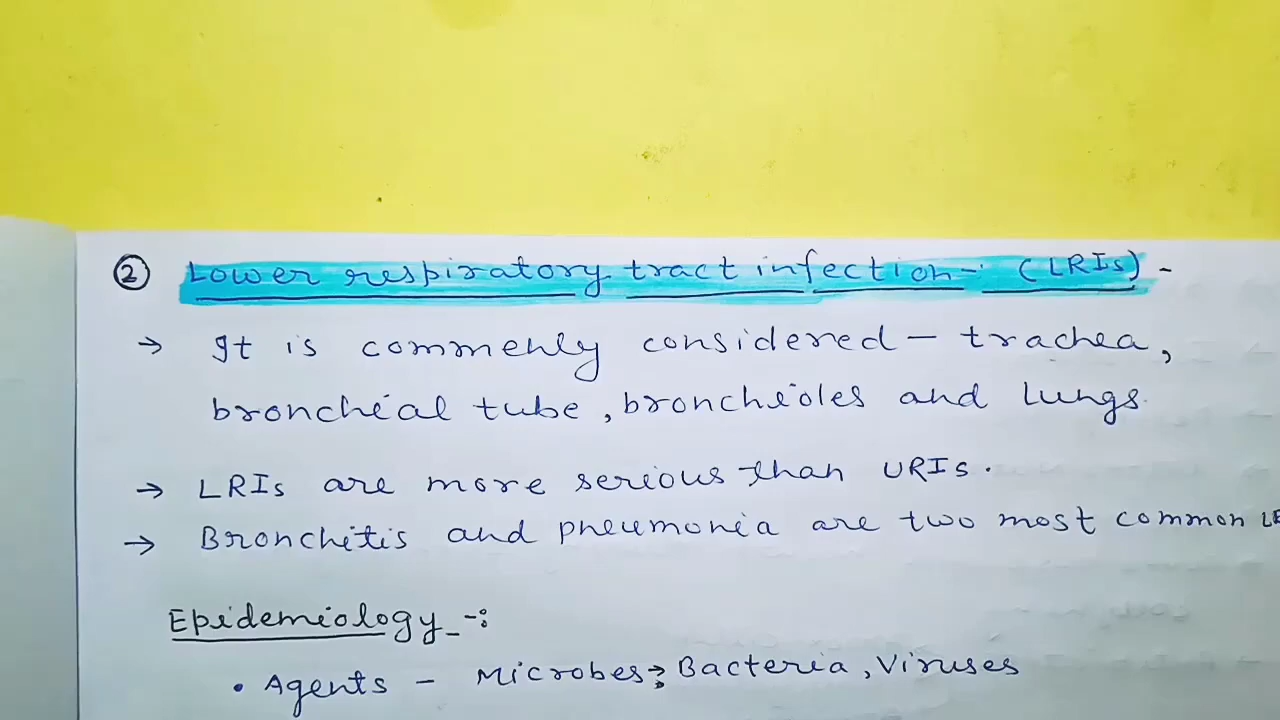 ② Lower respiratory tract infection-: (LRIs) -
→ It is commenly considered - trachea,
bronchial tube, bronchioles and lungs.
→ LRIs are more serious than URIs.
→ Bronchitis and pneumonia are two most common
Epidemiology -:
• Agents - Microbes → Bacteria, Viruses